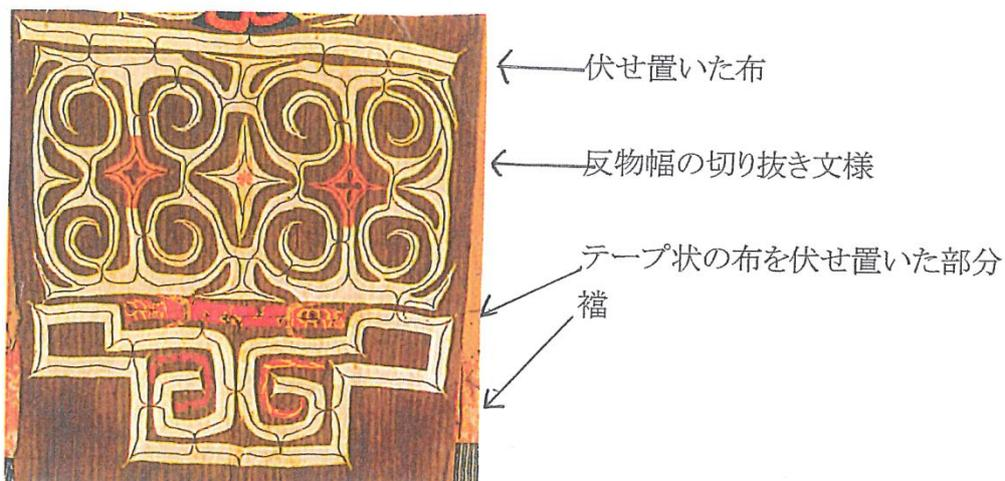 伏せ置いた布
反物幅の切り抜き文様
テープ状の布を伏せ置いた部分
襠